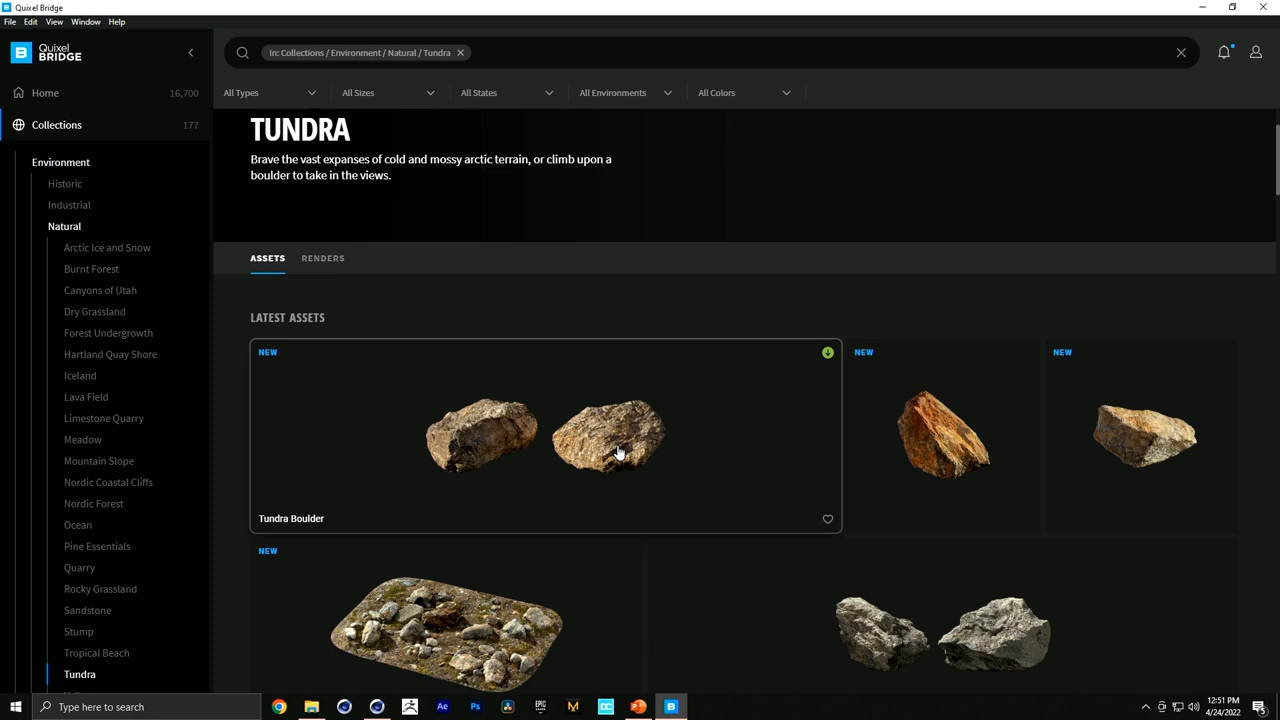 Quixel Bridge
File Edit View Window Help
Quixel
BRIDGE
In: Collections / Environment / Natural / Tundra
Home 16,700
All Types All Sizes All States All Environments All Colors
Collections 177
TUNDRA
Brave the vast expanses of cold and mossy arctic terrain, or climb upon a
boulder to take in the views.
Environment
Historic
Industrial
Natural
Arctic Ice and Snow
Burnt Forest
Canyons of Utah
Dry Grassland
Forest Undergrowth
Hartland Quay Shore
Iceland
Lava Field
Limestone Quarry
Meadow
Mountain Slope
Nordic Coastal Cliffs
Nordic Forest
Ocean
Pine Essentials
Quarry
Rocky Grassland
Sandstone
Stump
Tropical Beach
Tundra
ASSETS RENDERS
LATEST ASSETS
NEW NEW NEW
Tundra Boulder
NEW
Type here to search
Ae Ps EPIC M DC B
12:51 PM
4/24/2022
5